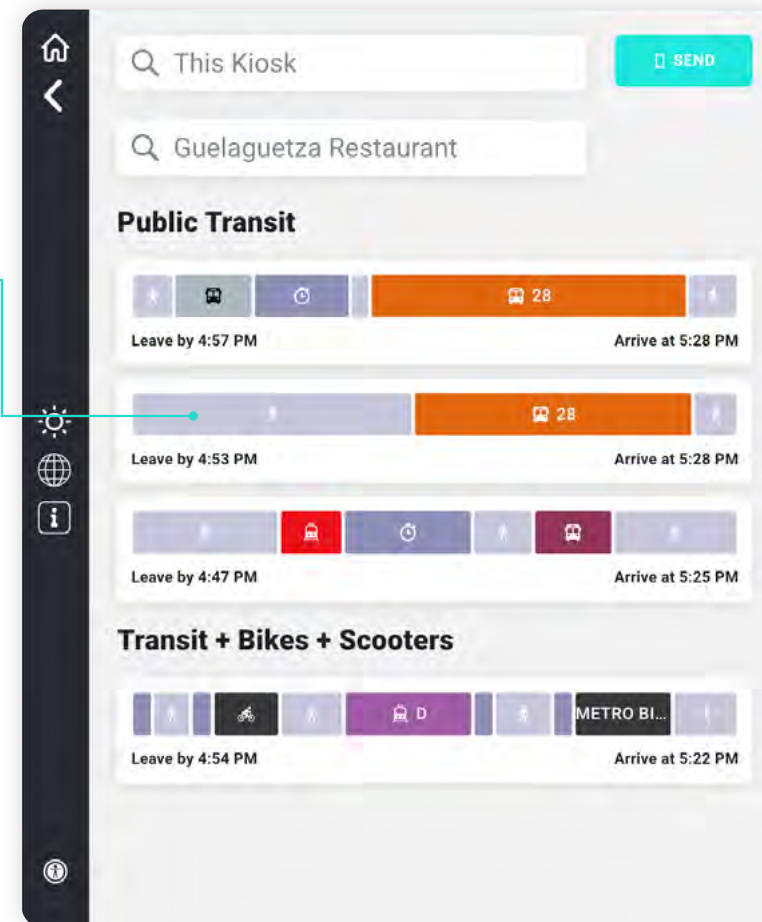 This Kiosk
SEND
Guelaguetza Restaurant
Public Transit
28
Leave by 4:57 PM Arrive at 5:28 PM
28
Leave by 4:53 PM Arrive at 5:28 PM
Leave by 4:47 PM Arrive at 5:25 PM
Transit + Bikes + Scooters
D METRO BI...
Leave by 4:54 PM Arrive at 5:22 PM